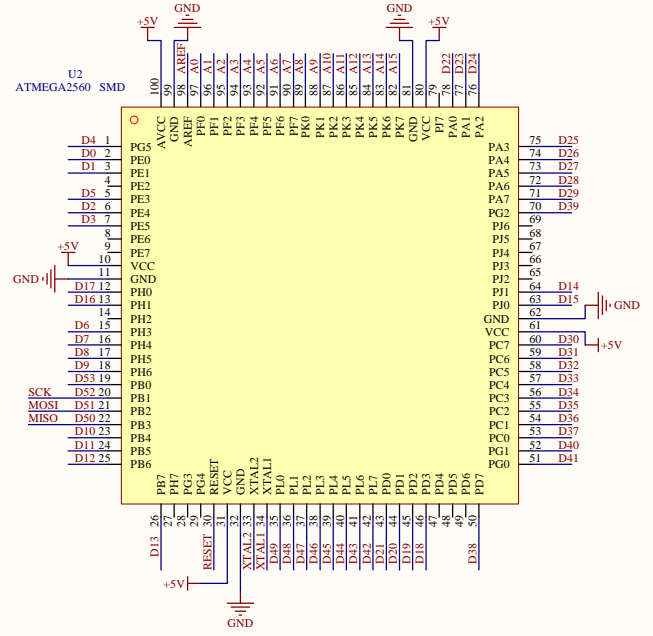 GND
GND
+5V
+5V
U2
ATMEGA2560 SMD
AREF A0 A1 A2 A3 A4 A5 A6 A7 A8 A9 A10 A11 A12 A13 A14 A15 D22 D23 D24
100 99 98 97 96 95 94 93 92 91 90 89 88 87 86 85 84 83 82 81 80 79 78 77 76
AVCC GND AREF PF0 PF1 PF2 PF3 PF4 PF5 PF6 PF7 PK0 PK1 PK2 PK3 PK4 PK5 PK6 PK7 GND VCC PJ7 PA0 PA1 PA2
D4 1 PG5
D0 2 PE0
D1 3 PE1
4 PE2
D5 5 PE3
D2 6 PE4
D3 7 PE5
8 PE6
9 PE7
+5V
10 VCC
GND 11 GND
D17 12 PH0
D16 13 PH1
14 PH2
D6 15 PH3
D7 16 PH4
D8 17 PH5
D9 18 PH6
D53 19 PB0
SCK D52 20 PB1
MOSI D51 21 PB2
MISO D50 22 PB3
D10 23 PB4
D11 24 PB5
D12 25 PB6
PA3 75 D25
PA4 74 D26
PA5 73 D27
PA6 72 D28
PA7 71 D29
PG2 70 D39
PJ6 69
PJ5 68
PJ4 67
PJ3 66
PJ2 65
PJ1 64 D14
PJ0 63 D15
GND
GND 62
VCC 61
+5V
PC7 60 D30
PC6 59 D31
PC5 58 D32
PC4 57 D33
PC3 56 D34
PC2 55 D35
PC1 54 D36
PC0 53 D37
PG1 52 D40
PG0 51 D41
PB7 PH7 PG3 PG4 RESET VCC GND XTAL2 XTAL1 PL0 PL1 PL2 PL3 PL4 PL5 PL6 PL7 PD0 PD1 PD2 PD3 PD4 PD5 PD6 PD7
26 27 28 29 30 31 32 33 34 35 36 37 38 39 40 41 42 43 44 45 46 47 48 49 50
D13 RESET XTAL2 XTAL1 D49 D48 D47 D46 D45 D44 D43 D42 D21 D20 D19 D18 D38
+5V
GND